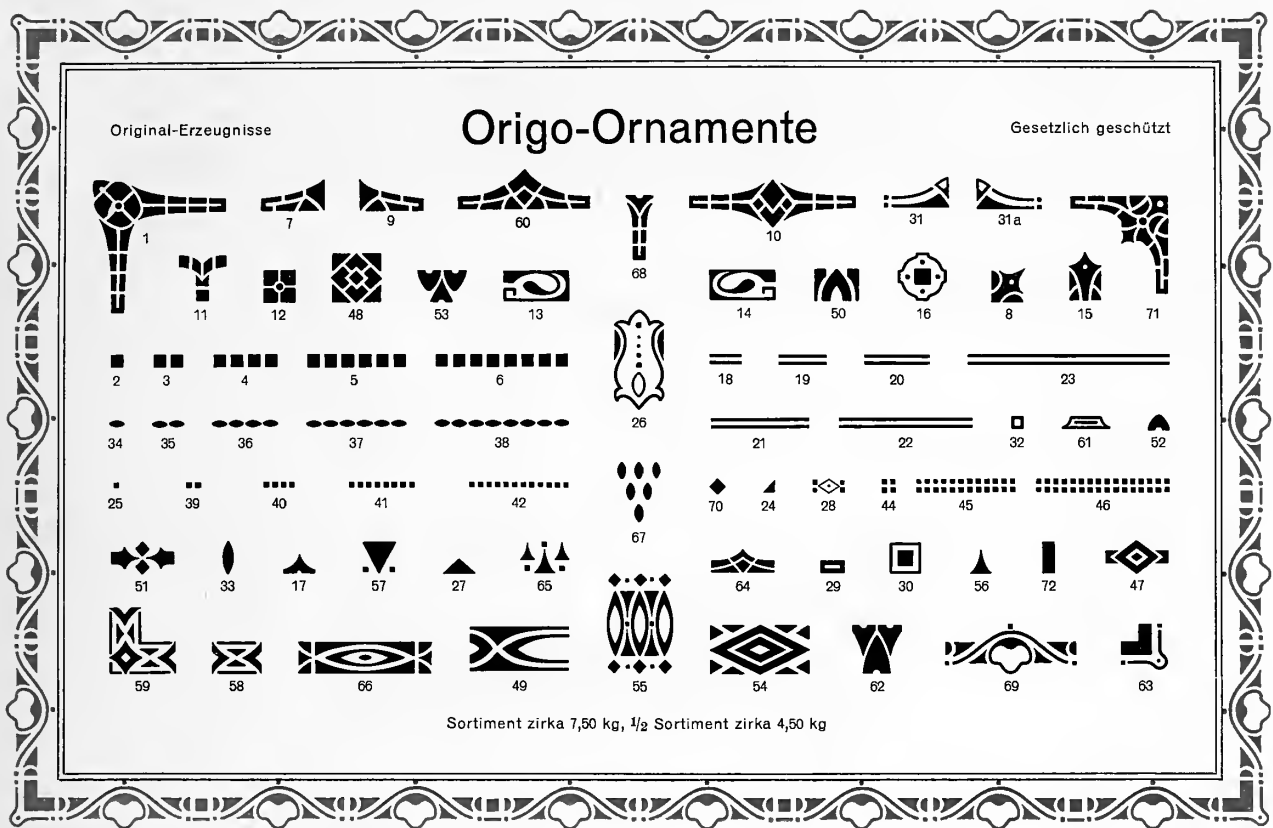 Original-Erzeugnisse Origo-Ornamente Gesetzlich geschützt
1 7 9 60 68 10 31 31a
11 12 48 53 13 14 50 16 8 15 71
2 3 4 5 6 26 18 19 20 23
34 35 36 37 38 21 22 32 61 52
25 39 40 41 42 67 70 24 28 44 45 46
51 33 17 57 27 65 64 29 30 56 72 47
59 58 66 49 55 54 62 69 63
Sortiment zirka 7,50 kg, 1/2 Sortiment zirka 4,50 kg